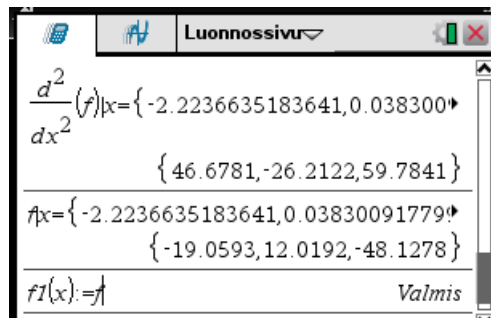 Luonnossivu
d²/dx²(f)|x={-2.2236635183641,0.038300
{46.6781,-26.2122,59.7841}
f|x={-2.2236635183641,0.03830091779
{-19.0593,12.0192,-48.1278}
f1(x):=f Valmis